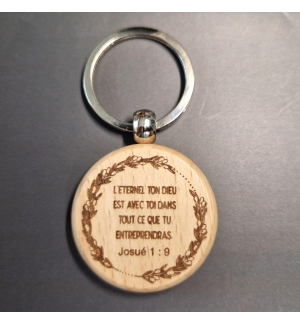 L'ETERNEL TON DIEU
EST AVEC TOI DANS
TOUT CE QUE TU
ENTREPRENDRAS.
Josué 1 : 9